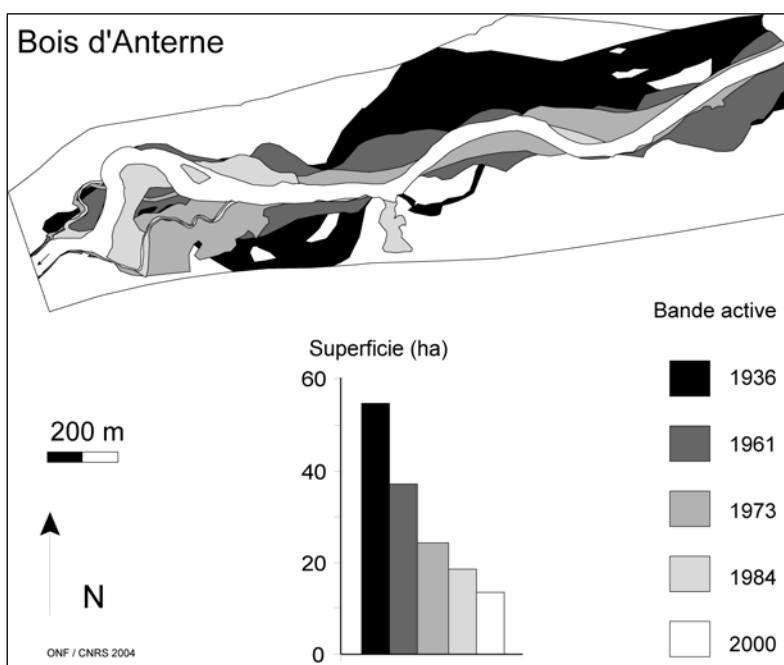 Bois d'Anterne
Bande active
Superficie (ha)
60
40
20
0
1936
1961
1973
1984
2000
200 m
N
ONF / CNRS 2004